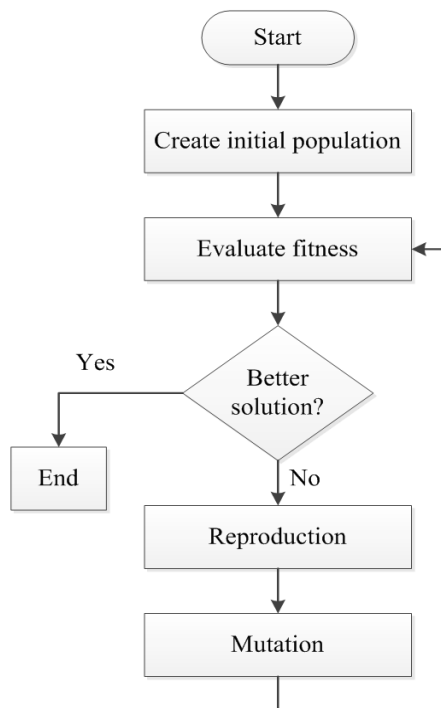 Start
Create initial population
Evaluate fitness
Yes
Better
solution?
End
No
Reproduction
Mutation